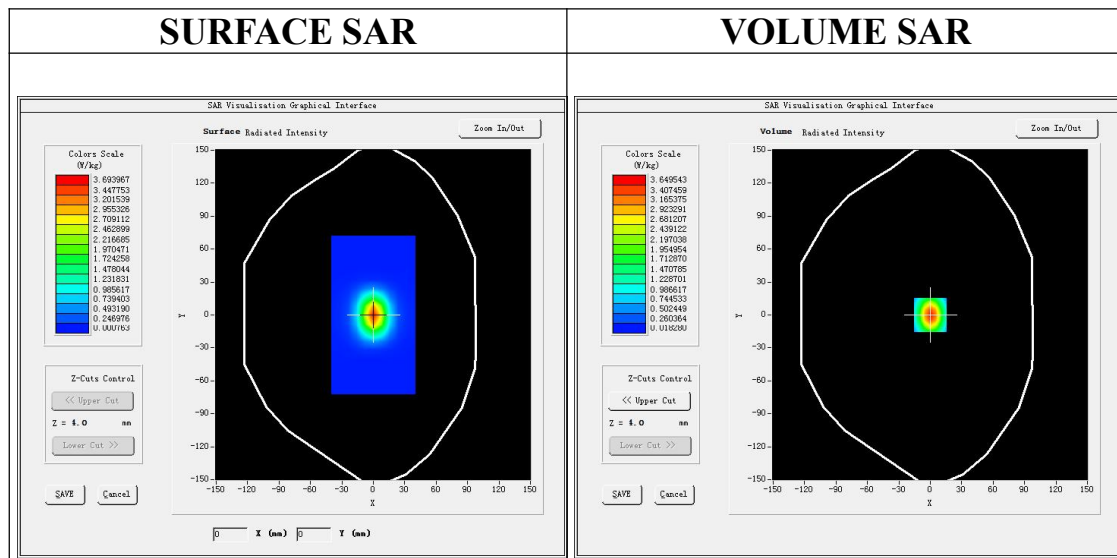 SURFACE SAR
VOLUME SAR
SAR Visualisation Graphical Interface
Surface Radiated Intensity
Zoom In/Out
Colors Scale
(W/kg)
3.693967
3.447753
3.201539
2.955326
2.709112
2.462899
2.216685
1.970471
1.724258
1.478044
1.231831
0.985617
0.739403
0.493190
0.246976
0.000763
Z-Cuts Control
<< Upper Cut
Z = 4.0 mm
Lower Cut >>
SAVE Cancel
150
120
90
60
30
0
-30
-60
-90
-120
-150
Y
-150 -120 -90 -60 -30 0 30 60 90 120 150
X
0 X (mm) 0 Y (mm)
SAR Visualisation Graphical Interface
Volume Radiated Intensity
Zoom In/Out
Colors Scale
(W/kg)
3.649543
3.407459
3.165375
2.923291
2.681207
2.439122
2.197038
1.954954
1.712870
1.470785
1.228701
0.986617
0.744533
0.502449
0.260364
0.018280
Z-Cuts Control
<< Upper Cut
Z = 4.0 mm
Lower Cut >>
SAVE Cancel
150
120
90
60
30
0
-30
-60
-90
-120
-150
Y
-150 -120 -90 -60 -30 0 30 60 90 120 150
X